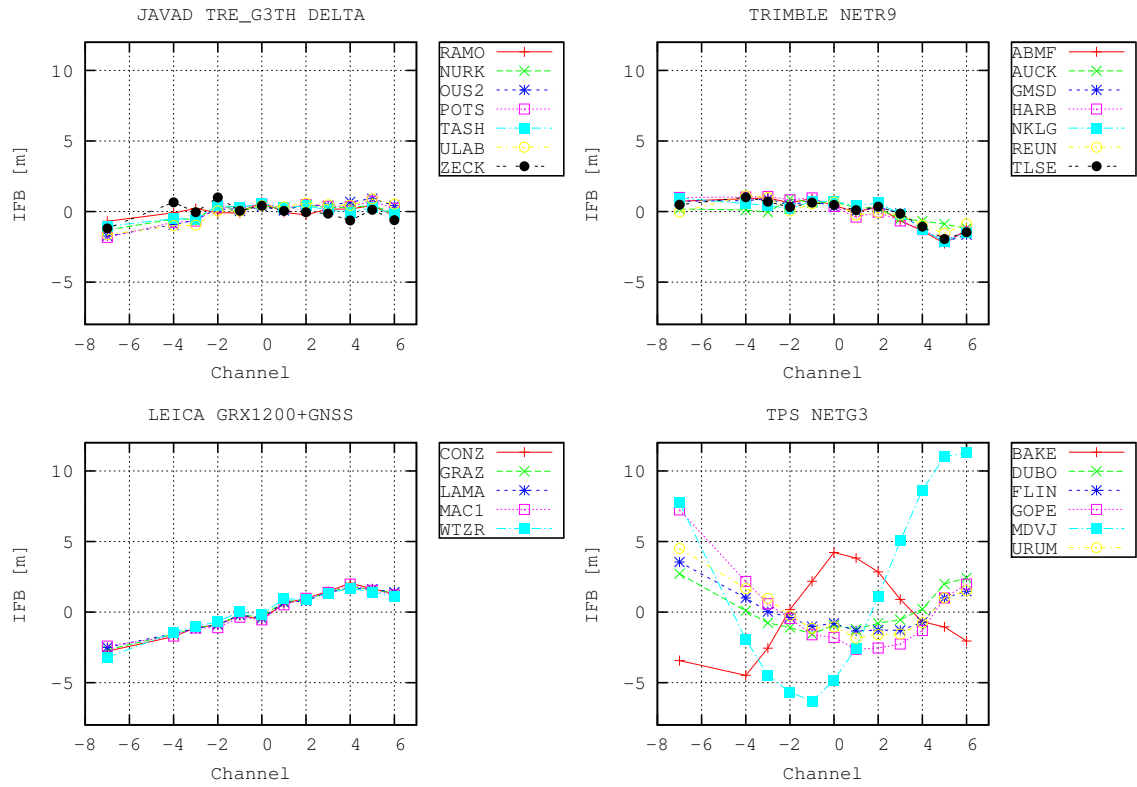 JAVAD TRE_G3TH DELTA
IFB [m]
10
5
0
−5
−8 −6 −4 −2 0 2 4 6
Channel
RAMO
NURK
OUS2
POTS
TASH
ULAB
ZECK
TRIMBLE NETR9
IFB [m]
10
5
0
−5
−8 −6 −4 −2 0 2 4 6
Channel
ABMF
AUCK
GMSD
HARB
NKLG
REUN
TLSE
LEICA GRX1200+GNSS
IFB [m]
10
5
0
−5
−8 −6 −4 −2 0 2 4 6
Channel
CONZ
GRAZ
LAMA
MAC1
WTZR
TPS NETG3
IFB [m]
10
5
0
−5
−8 −6 −4 −2 0 2 4 6
Channel
BAKE
DUBO
FLIN
GOPE
MDVJ
URUM